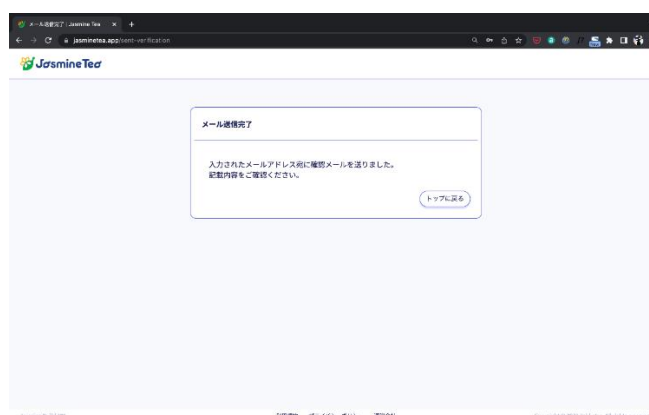 メール送信完了 | Jasmine Tea
jasminetea.app/sent-verification
JasmineTea
メール送信完了
入力されたメールアドレス宛に確認メールを送りました。
記載内容をご確認ください。
トップに戻る